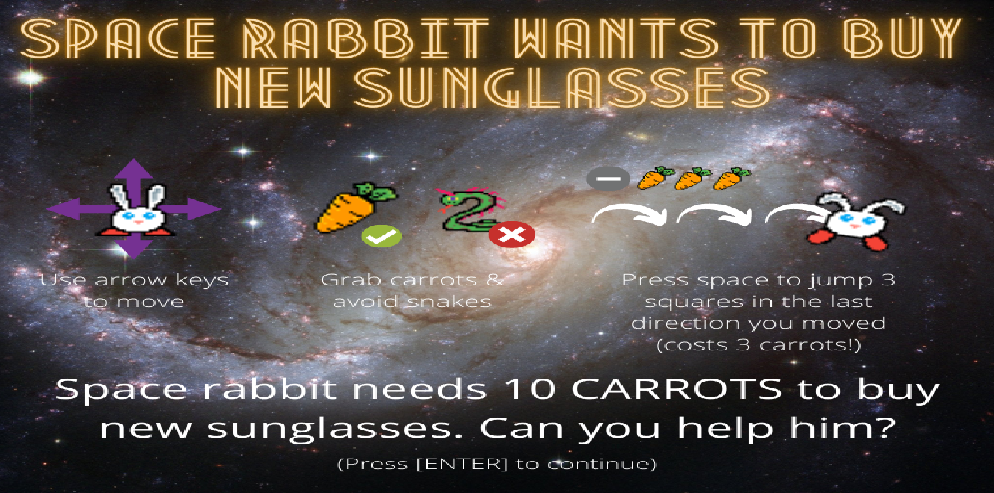 SPACE RABBIT WANTS TO BUY
NEW SUNGLASSES
Use arrow keys
to move
Grab carrots &
avoid snakes
Press space to jump 3
squares in the last
direction you moved
(costs 3 carrots!)
Space rabbit needs 10 CARROTS to buy
new sunglasses. Can you help him?
(Press [ENTER] to continue)